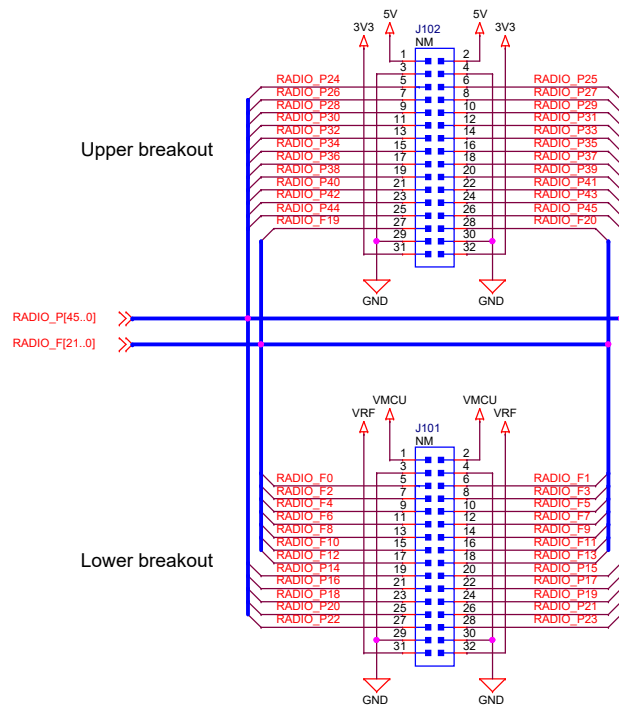 5V 5V
3V3 J102 3V3
NM
1 2
3 4
RADIO_P24 5 6 RADIO_P25
RADIO_P26 7 8 RADIO_P27
RADIO_P28 9 10 RADIO_P29
RADIO_P30 11 12 RADIO_P31
RADIO_P32 13 14 RADIO_P33
Upper breakout
RADIO_P34 15 16 RADIO_P35
RADIO_P36 17 18 RADIO_P37
RADIO_P38 19 20 RADIO_P39
RADIO_P40 21 22 RADIO_P41
RADIO_P42 23 24 RADIO_P43
RADIO_P44 25 26 RADIO_P45
RADIO_F19 27 28 RADIO_F20
29 30
31 32
GND GND
RADIO_P[45..0]
RADIO_F[21..0]
VMCU VMCU
VRF J101 VRF
NM
1 2
3 4
RADIO_F0 5 6 RADIO_F1
RADIO_F2 7 8 RADIO_F3
RADIO_F4 9 10 RADIO_F5
RADIO_F6 11 12 RADIO_F7
RADIO_F8 13 14 RADIO_F9
RADIO_F10 15 16 RADIO_F11
Lower breakout
RADIO_F12 17 18 RADIO_F13
RADIO_P14 19 20 RADIO_P15
RADIO_P16 21 22 RADIO_P17
RADIO_P18 23 24 RADIO_P19
RADIO_P20 25 26 RADIO_P21
RADIO_P22 27 28 RADIO_P23
29 30
31 32
GND GND